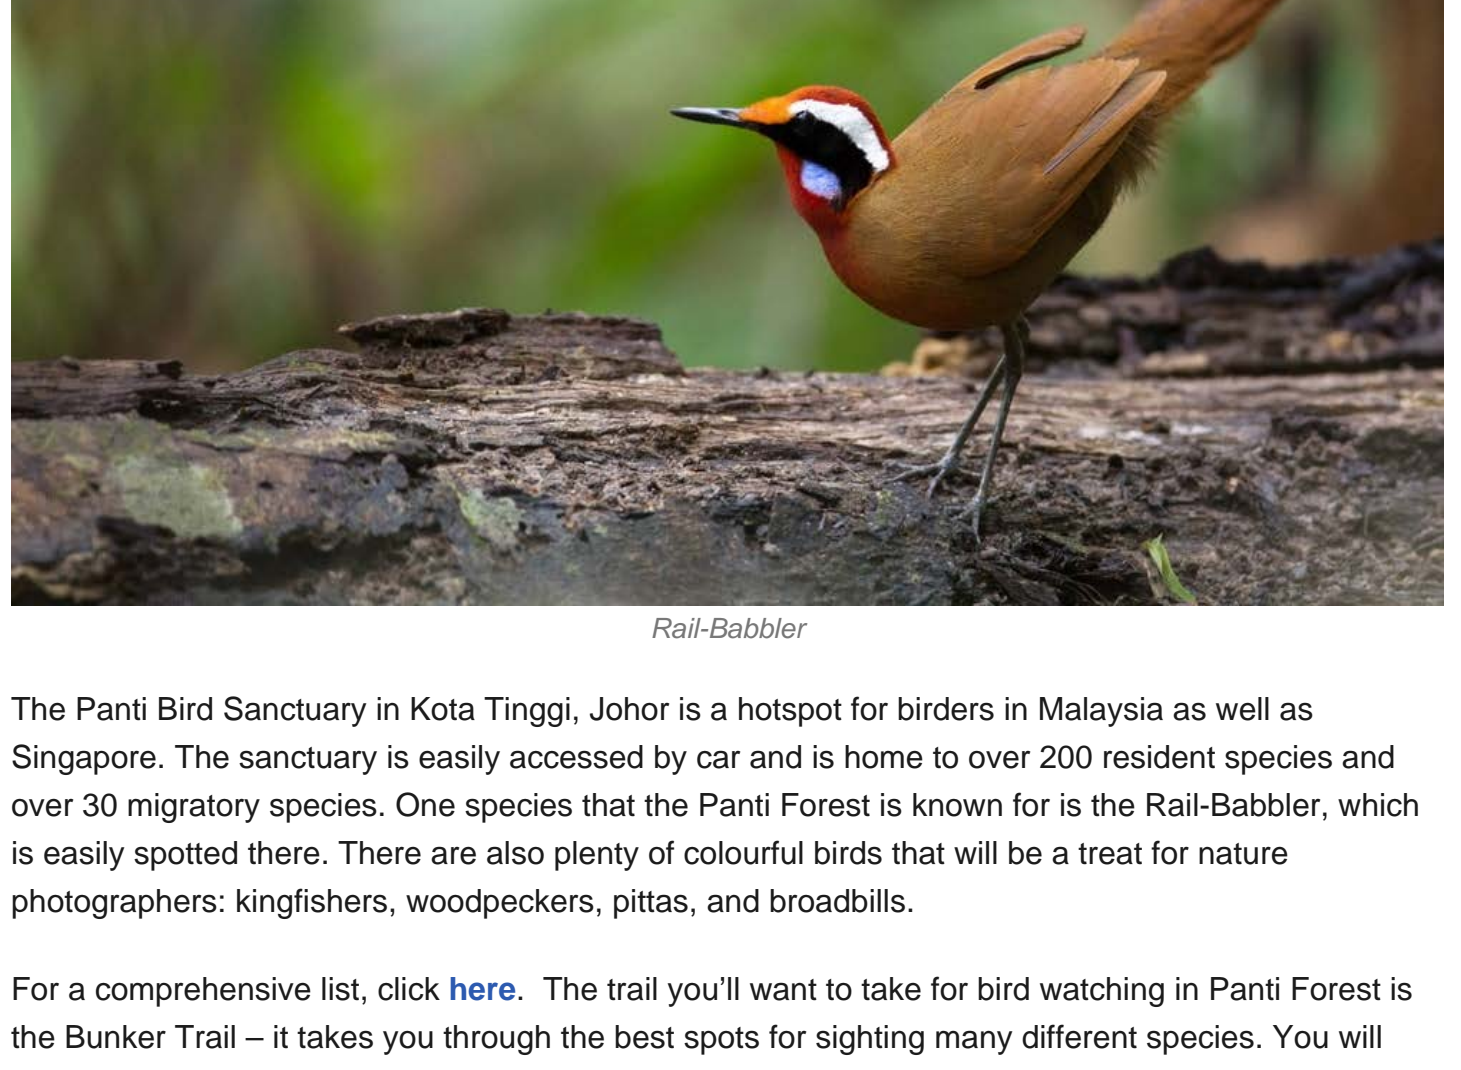 Rail-Babbler
The Panti Bird Sanctuary in Kota Tinggi, Johor is a hotspot for birders in Malaysia as well as
Singapore. The sanctuary is easily accessed by car and is home to over 200 resident species and
over 30 migratory species. One species that the Panti Forest is known for is the Rail-Babbler, which
is easily spotted there. There are also plenty of colourful birds that will be a treat for nature
photographers: kingfishers, woodpeckers, pittas, and broadbills.
For a comprehensive list, click here.  The trail you’ll want to take for bird watching in Panti Forest is
the Bunker Trail – it takes you through the best spots for sighting many different species. You will